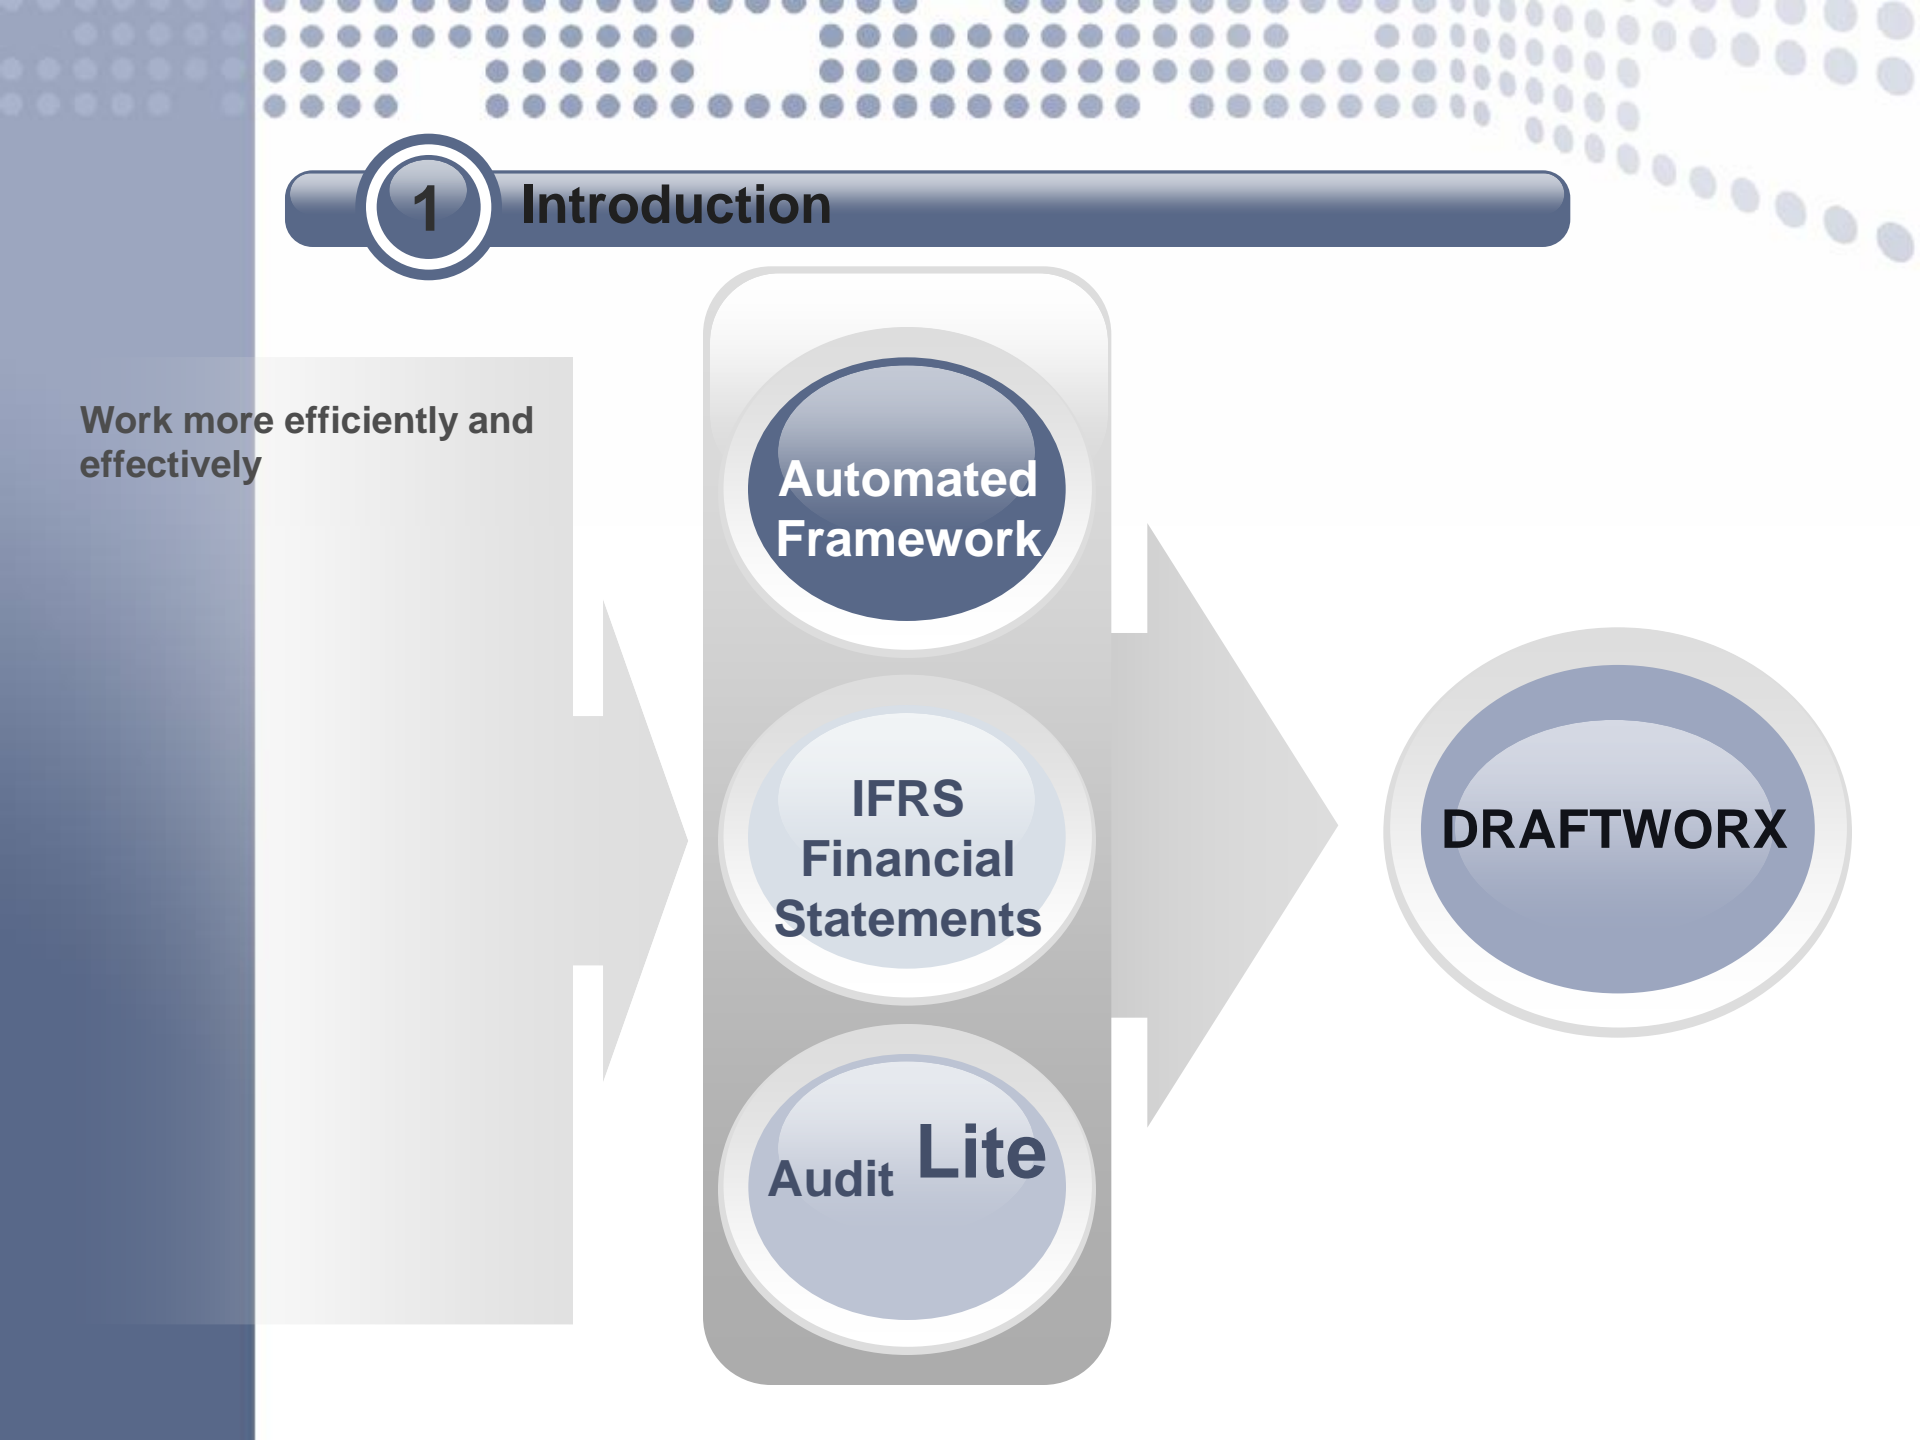 1 Introduction
Work more efficiently and
effectively
Automated
Framework
IFRS
Financial
Statements
Audit Lite
DRAFTWORX